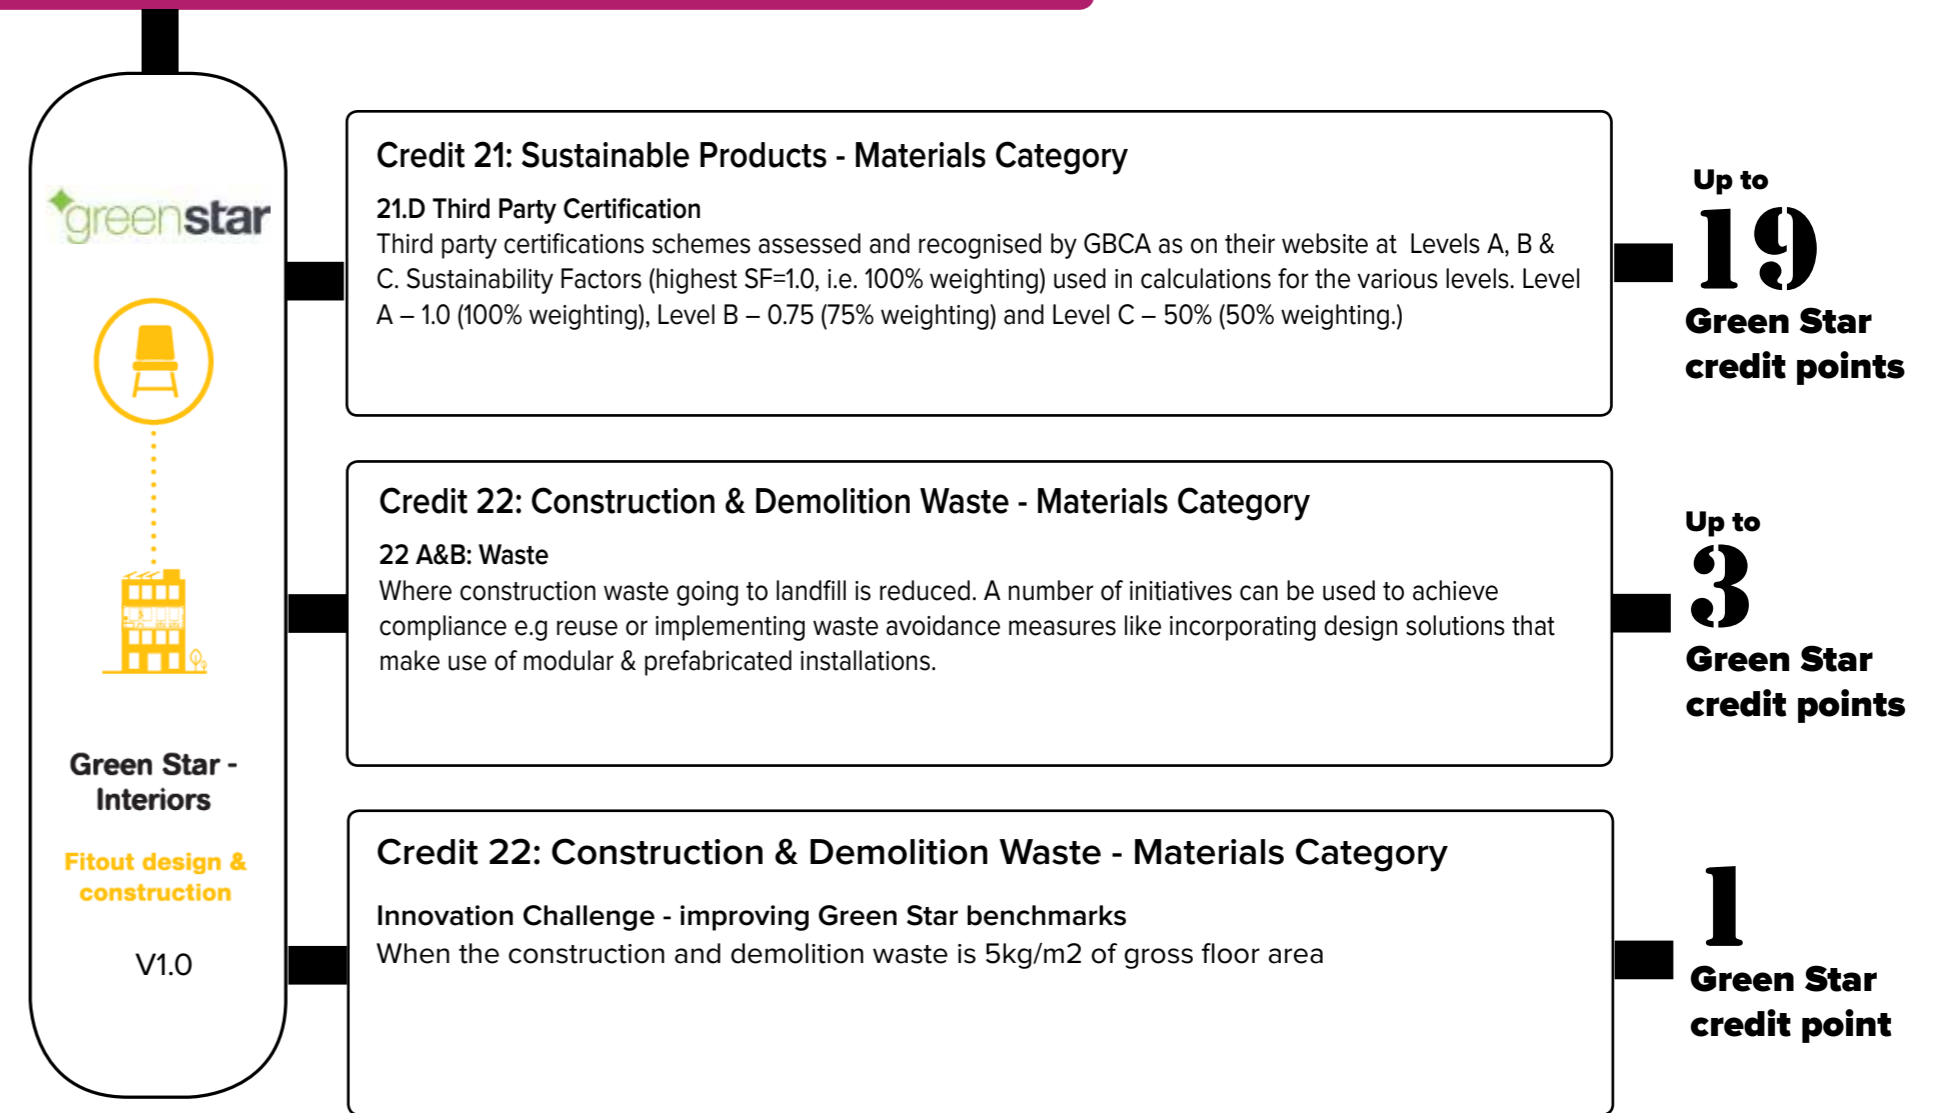 greenstar
Green Star -
Interiors
Fitout design &
construction
V1.0
Credit 21: Sustainable Products - Materials Category
21.D Third Party Certification
Third party certifications schemes assessed and recognised by GBCA as on their website at  Levels A, B &
C. Sustainability Factors (highest SF=1.0, i.e. 100% weighting) used in calculations for the various levels. Level
A – 1.0 (100% weighting), Level B – 0.75 (75% weighting) and Level C – 50% (50% weighting.)
Up to
19
Green Star
credit points
Credit 22: Construction & Demolition Waste - Materials Category
22 A&B: Waste
Where construction waste going to landfill is reduced. A number of initiatives can be used to achieve
compliance e.g reuse or implementing waste avoidance measures like incorporating design solutions that
make use of modular & prefabricated installations.
Up to
3
Green Star
credit points
Credit 22: Construction & Demolition Waste - Materials Category
Innovation Challenge - improving Green Star benchmarks
When the construction and demolition waste is 5kg/m2 of gross floor area
1
Green Star
credit point